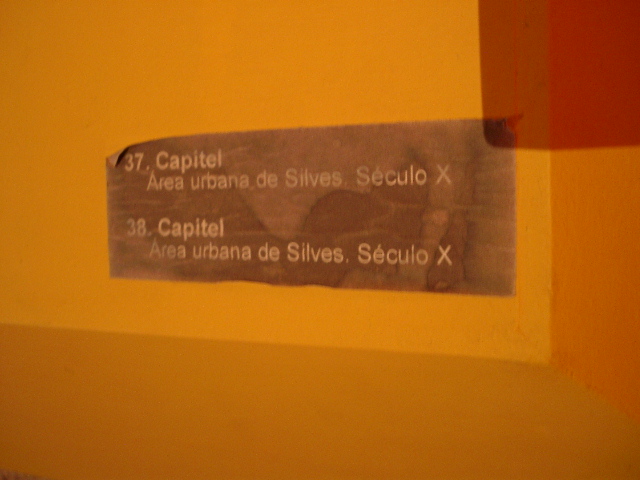 37. Capitel
Área urbana de Silves. Século X
38. Capitel
Área urbana de Silves. Século X